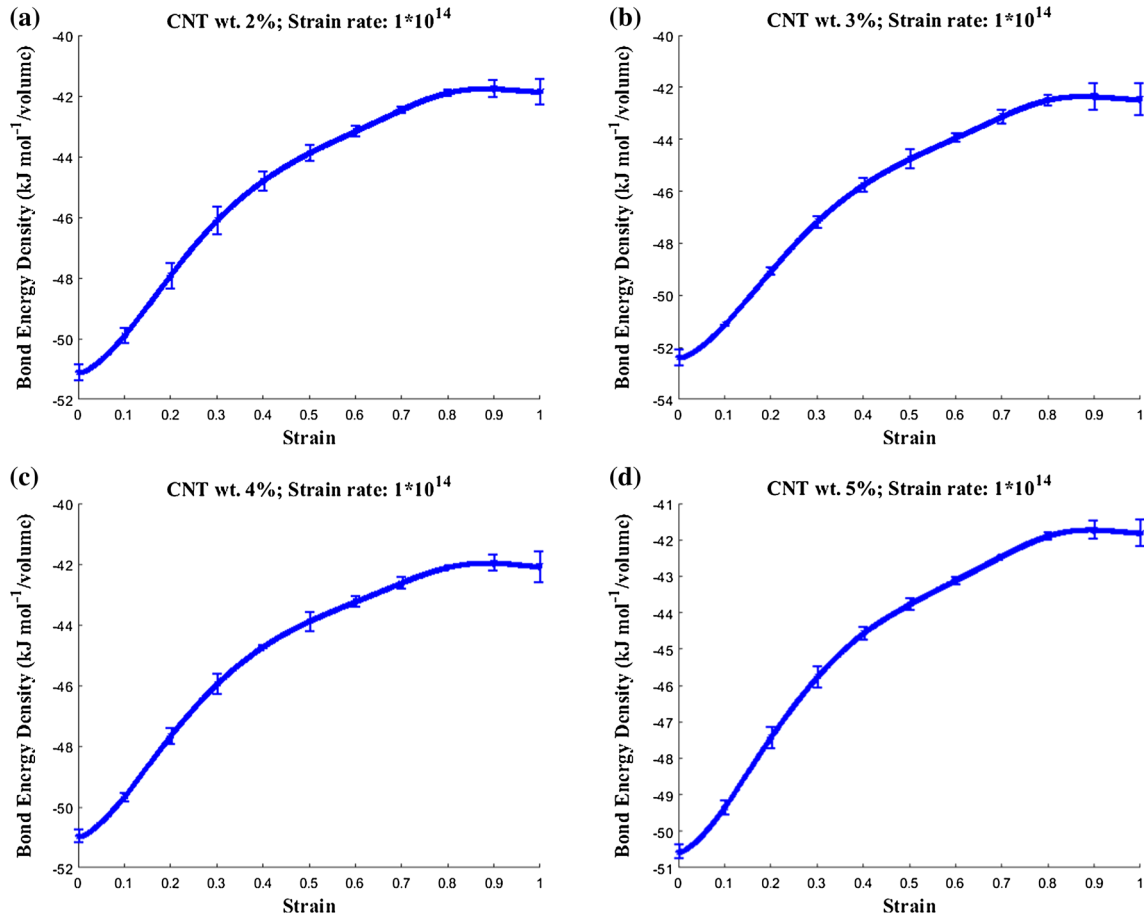 (a)
CNT wt. 2%; Strain rate: 1*10^14
Bond Energy Density (kJ mol^-1/volume)
-40
-42
-44
-46
-48
-50
-52
0 0.1 0.2 0.3 0.4 0.5 0.6 0.7 0.8 0.9 1
Strain
(b)
CNT wt. 3%; Strain rate: 1*10^14
Bond Energy Density (kJ mol^-1/volume)
-40
-42
-44
-46
-48
-50
-52
-54
0 0.1 0.2 0.3 0.4 0.5 0.6 0.7 0.8 0.9 1
Strain
(c)
CNT wt. 4%; Strain rate: 1*10^14
Bond Energy Density (kJ mol^-1/volume)
-40
-42
-44
-46
-48
-50
-52
0 0.1 0.2 0.3 0.4 0.5 0.6 0.7 0.8 0.9 1
Strain
(d)
CNT wt. 5%; Strain rate: 1*10^14
Bond Energy Density (kJ mol^-1/volume)
-41
-42
-43
-44
-45
-46
-47
-48
-49
-50
-51
0 0.1 0.2 0.3 0.4 0.5 0.6 0.7 0.8 0.9 1
Strain